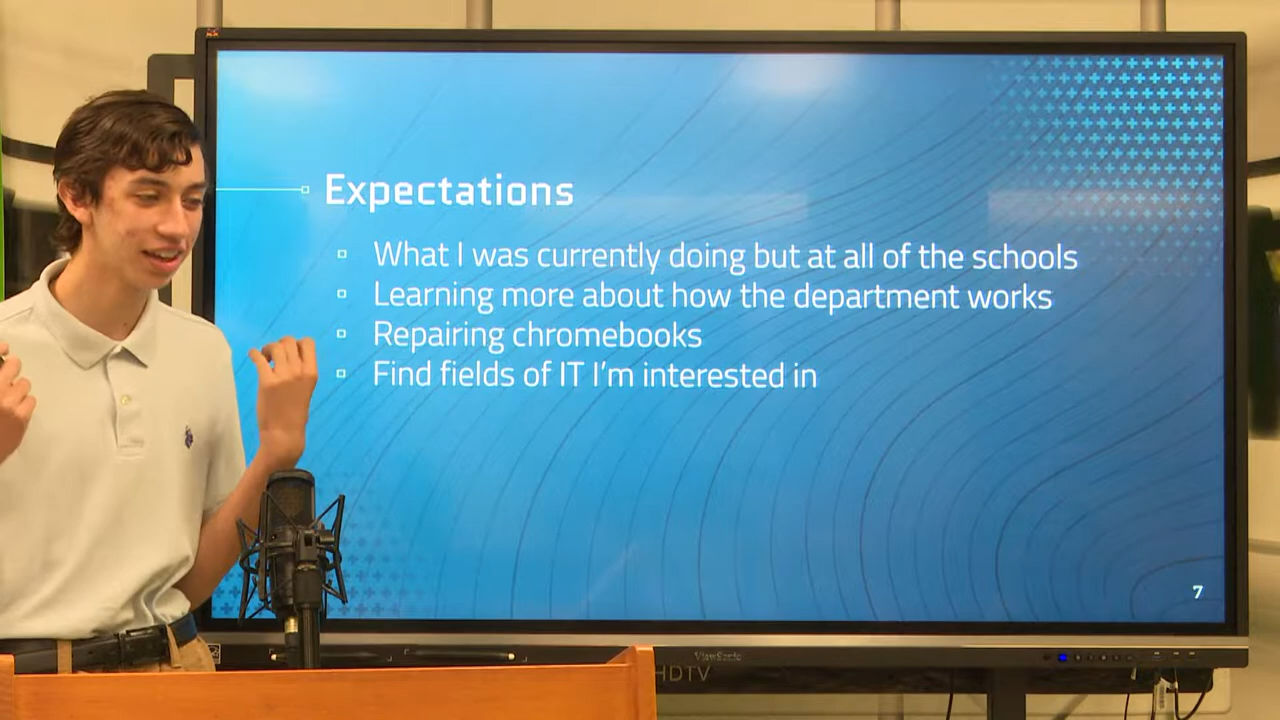 Expectations
What I was currently doing but at all of the schools
Learning more about how the department works
Repairing chromebooks
Find fields of IT I'm interested in
7
ViewSonic
HDTV